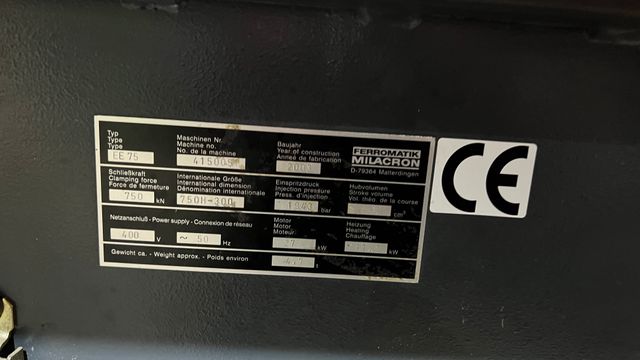 Typ
Type
Type
EE 75
Maschinen Nr.
Machine no.
No. de la machine
Baujahr
Year of construction
Année de fabrication
FERROMATIK
MILACRON
D-79364 Malterdingen
CE
Schließkraft
Clamping force
Force de fermeture
750 kN
Internationale Größe
International dimension
Dénomination internationale
750H-300
Einspritzdruck
Injection pressure
Press. d'injection
bar
Hubvolumen
Stroke volume
Vol. théo. de la course
cm³
Netzanschluß - Power supply - Connexion de réseau
400 V
~ 50 Hz
Motor
Motor
Moteur
kW
Heizung
Heating
Chauffage
kW
Gewicht ca. - Weight approx. - Poids environ
t